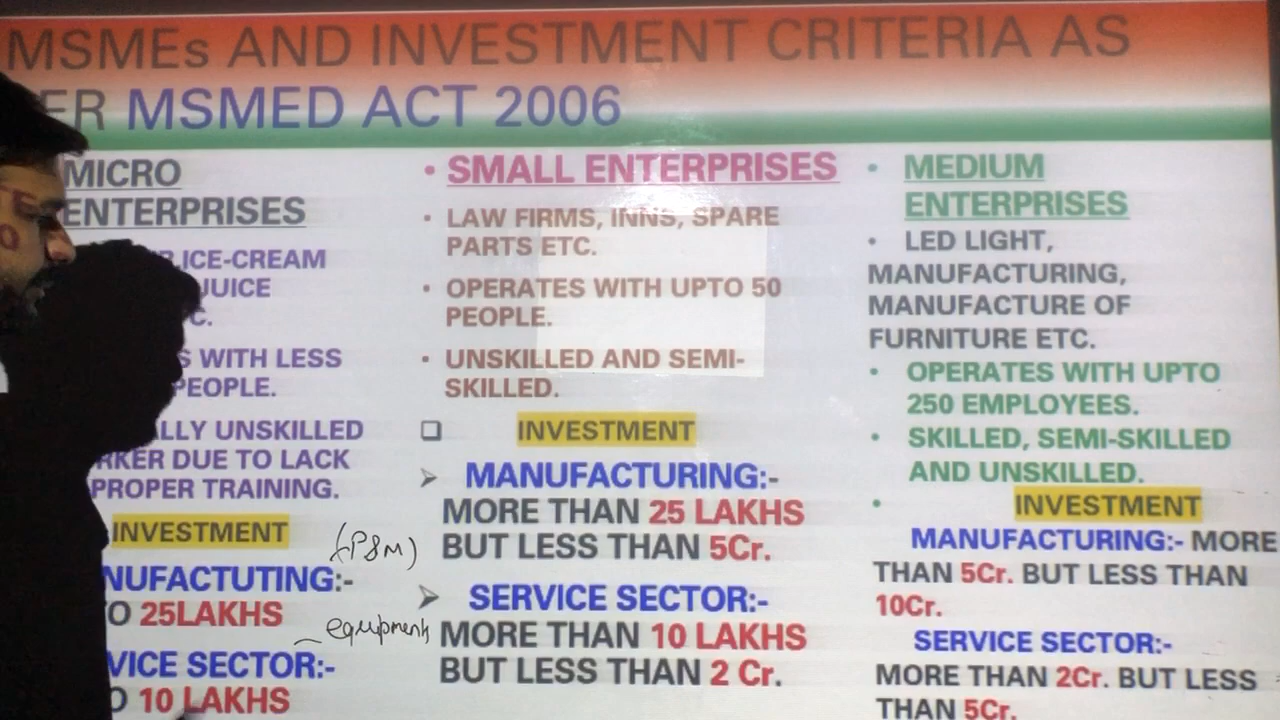 MSMEs AND INVESTMENT CRITERIA AS
ER MSMED ACT 2006
MICRO
ENTERPRISES
ICE-CREAM
JUICE
C.
S WITH LESS
PEOPLE.
ALLY UNSKILLED
RKER DUE TO LACK
PROPER TRAINING.
INVESTMENT
(P&M)
NUFACTUTING:-
O 25LAKHS
equipment
VICE SECTOR:-
O 10 LAKHS
• SMALL ENTERPRISES
• LAW FIRMS, INNS, SPARE
PARTS ETC.
• OPERATES WITH UPTO 50
PEOPLE.
• UNSKILLED AND SEMI-
SKILLED.
❑ INVESTMENT
➢ MANUFACTURING:-
MORE THAN 25 LAKHS
BUT LESS THAN 5Cr.
➢ SERVICE SECTOR:-
MORE THAN 10 LAKHS
BUT LESS THAN 2 Cr.
• MEDIUM
ENTERPRISES
• LED LIGHT,
MANUFACTURING,
MANUFACTURE OF
FURNITURE ETC.
• OPERATES WITH UPTO
250 EMPLOYEES.
• SKILLED, SEMI-SKILLED
AND UNSKILLED.
• INVESTMENT
MANUFACTURING:- MORE
THAN 5Cr. BUT LESS THAN
10Cr.
SERVICE SECTOR:-
MORE THAN 2Cr. BUT LESS
THAN 5Cr.